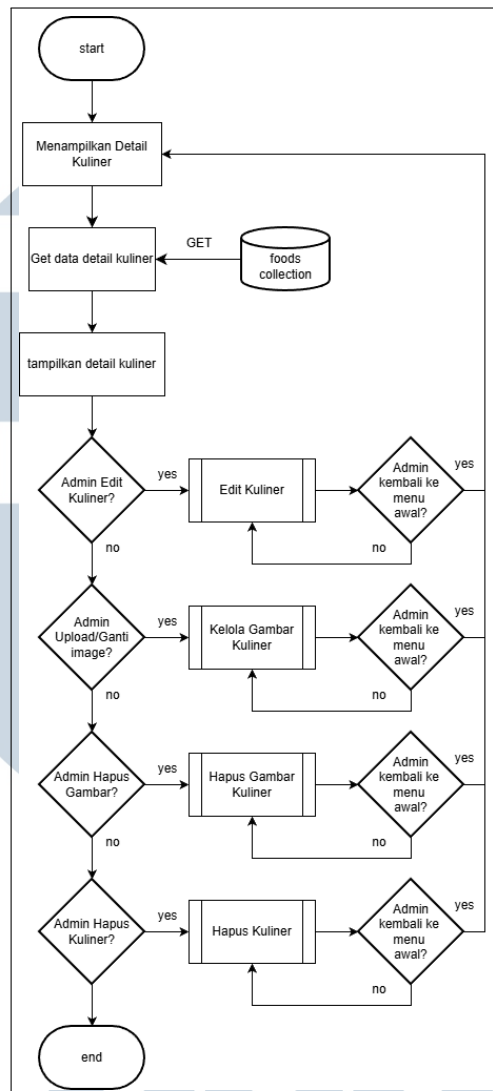 start
Menampilkan Detail
Kuliner
GET
Get data detail kuliner
foods
collection
tampilkan detail kuliner
Admin Edit
Kuliner?
yes
Edit Kuliner
Admin
kembali ke
menu
awal?
yes
no
no
Admin
Upload/Ganti
image?
yes
Kelola Gambar
Kuliner
Admin
kembali ke
menu
awal?
yes
no
no
Admin Hapus
Gambar?
yes
Hapus Gambar
Kuliner
Admin
kembali ke
menu
awal?
yes
no
no
Admin Hapus
Kuliner?
yes
Hapus Kuliner
Admin
kembali ke
menu
awal?
yes
no
end